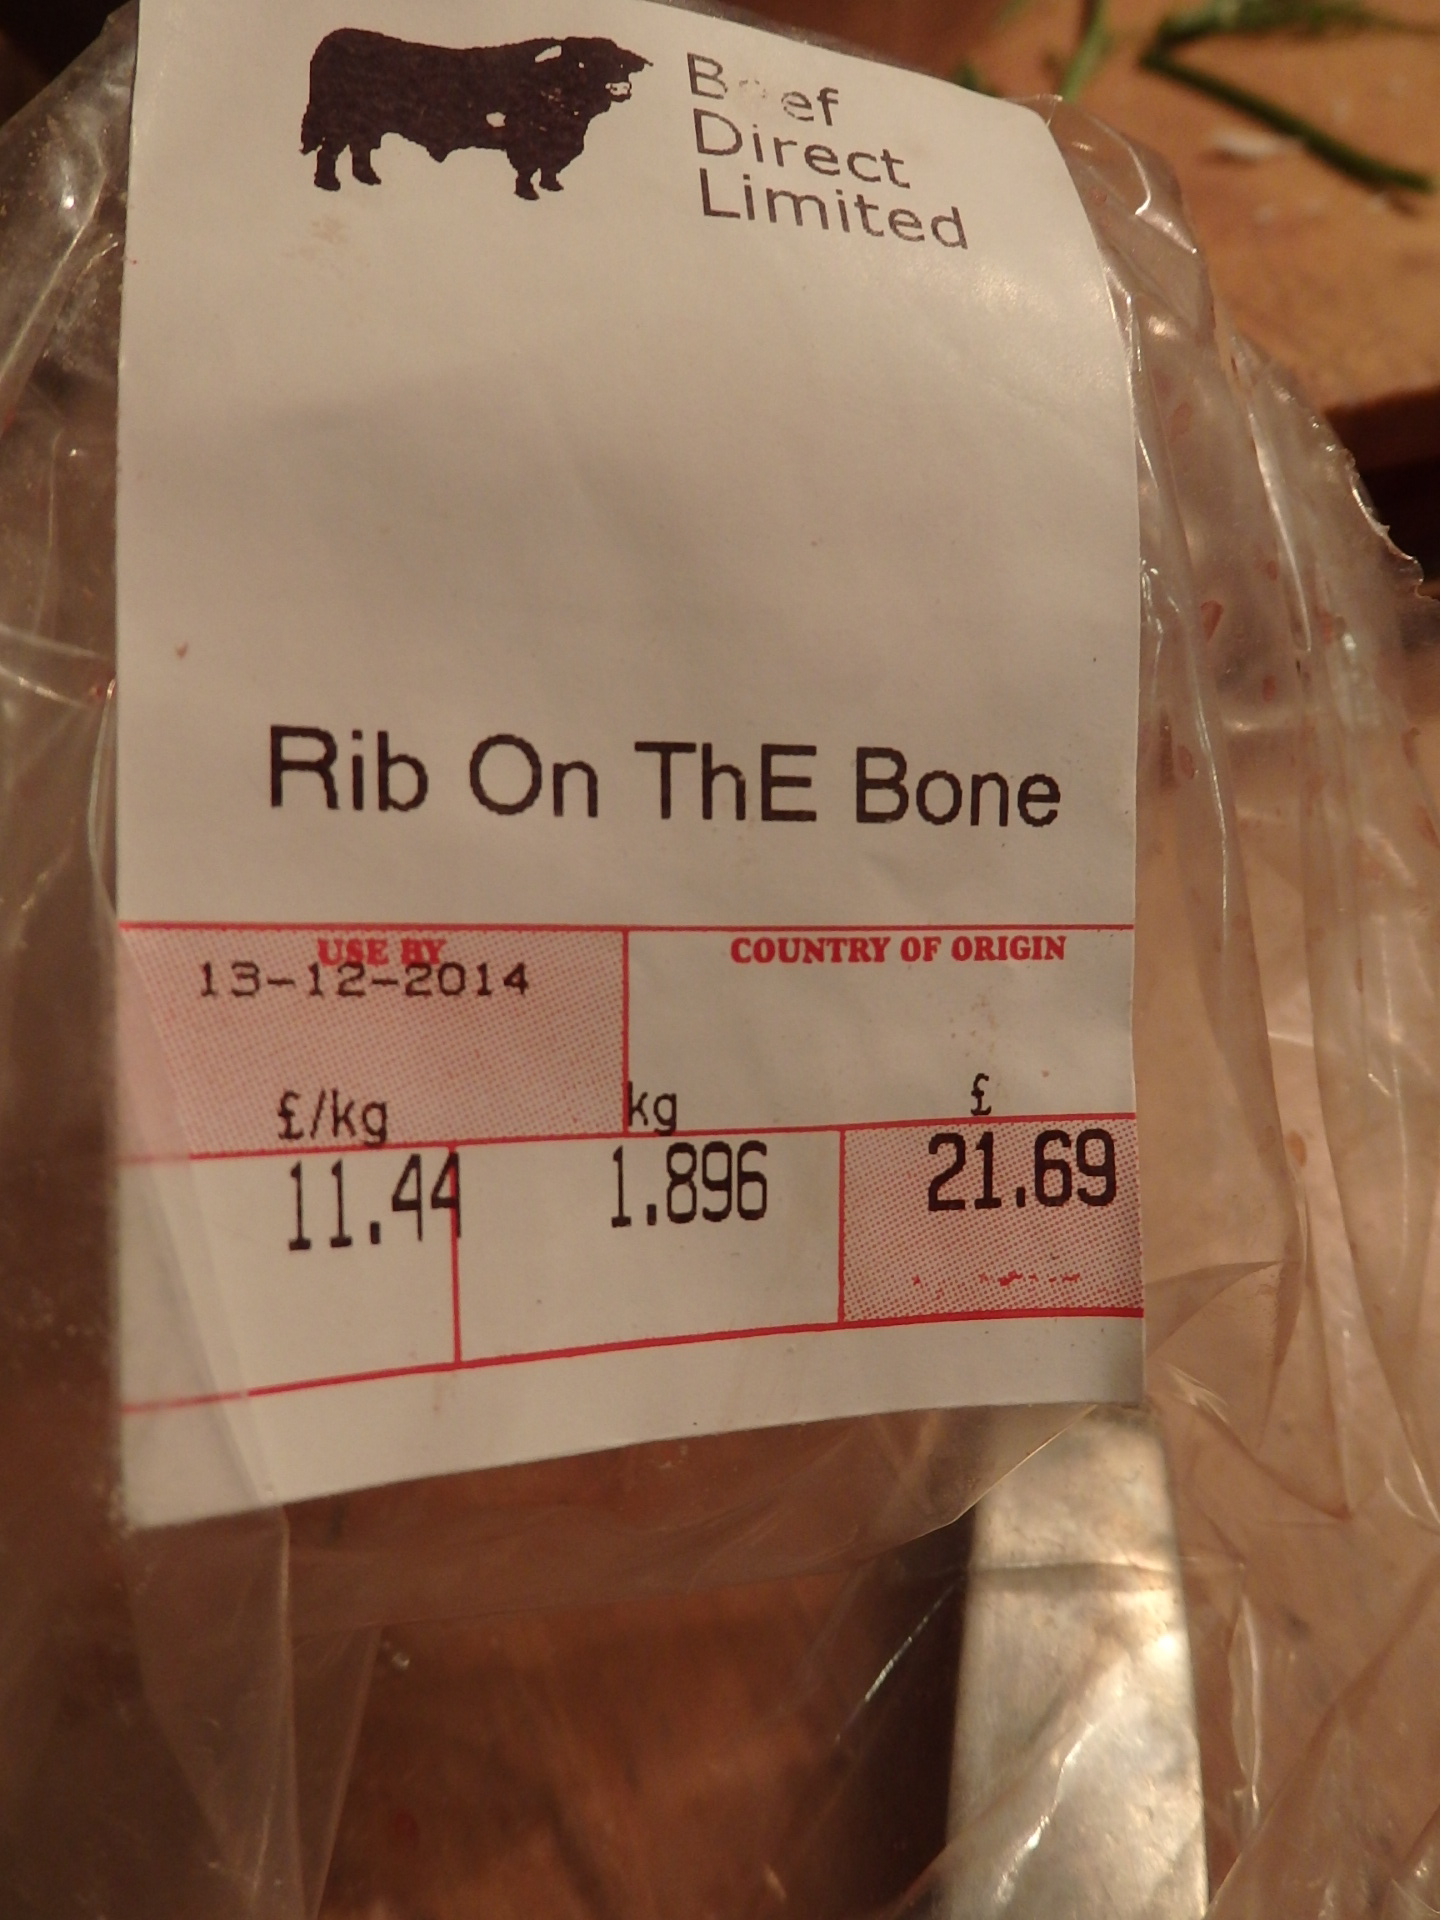 B ef
Direct
Limited
Rib On ThE Bone
USE BY
13-12-2014
COUNTRY OF ORIGIN
£/kg kg £
11.44 1.896 21.69